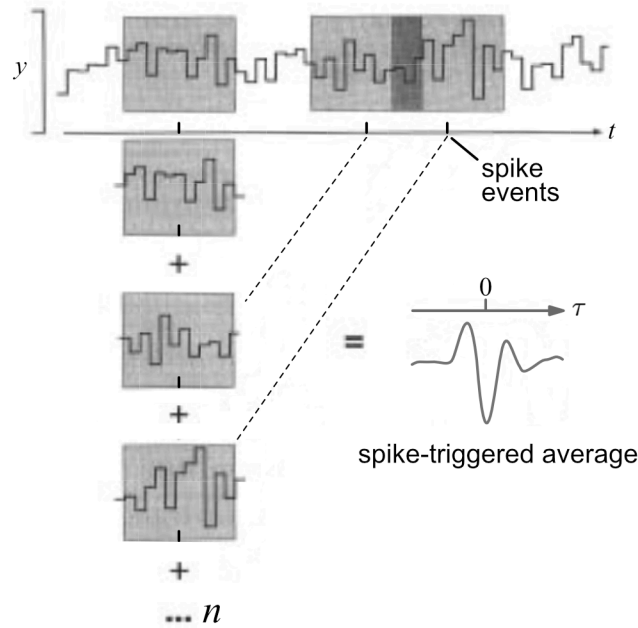 y
t
spike
events
+
+
0
τ
=
spike-triggered average
+
... n